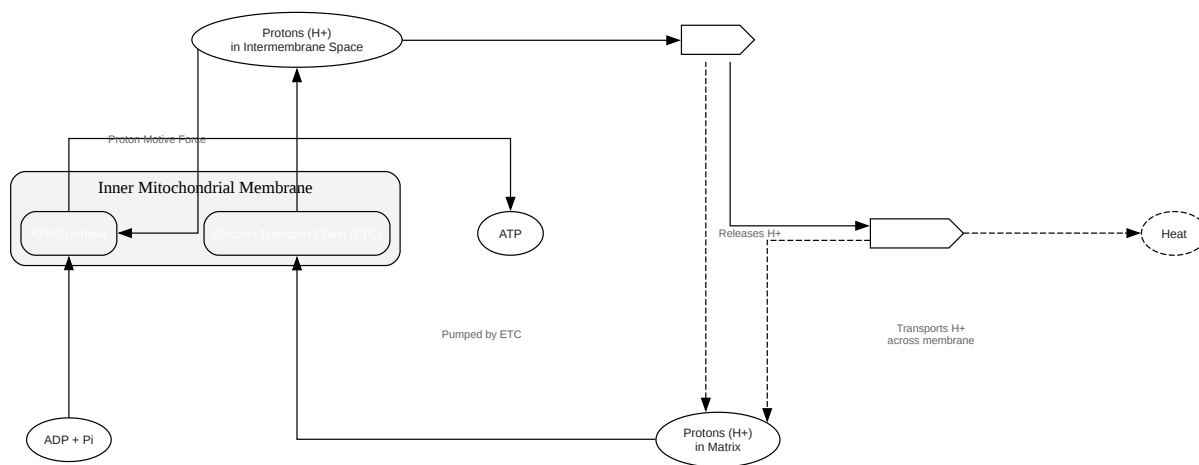 Protons (H+)
in Intermembrane Space
Proton Motive Force
Inner Mitochondrial Membrane
ATP Synthase
Electron Transport Chain (ETC)
ATP
Releases H+
Heat
Pumped by ETC
Transports H+
across membrane
ADP + Pi
Protons (H+)
in Matrix